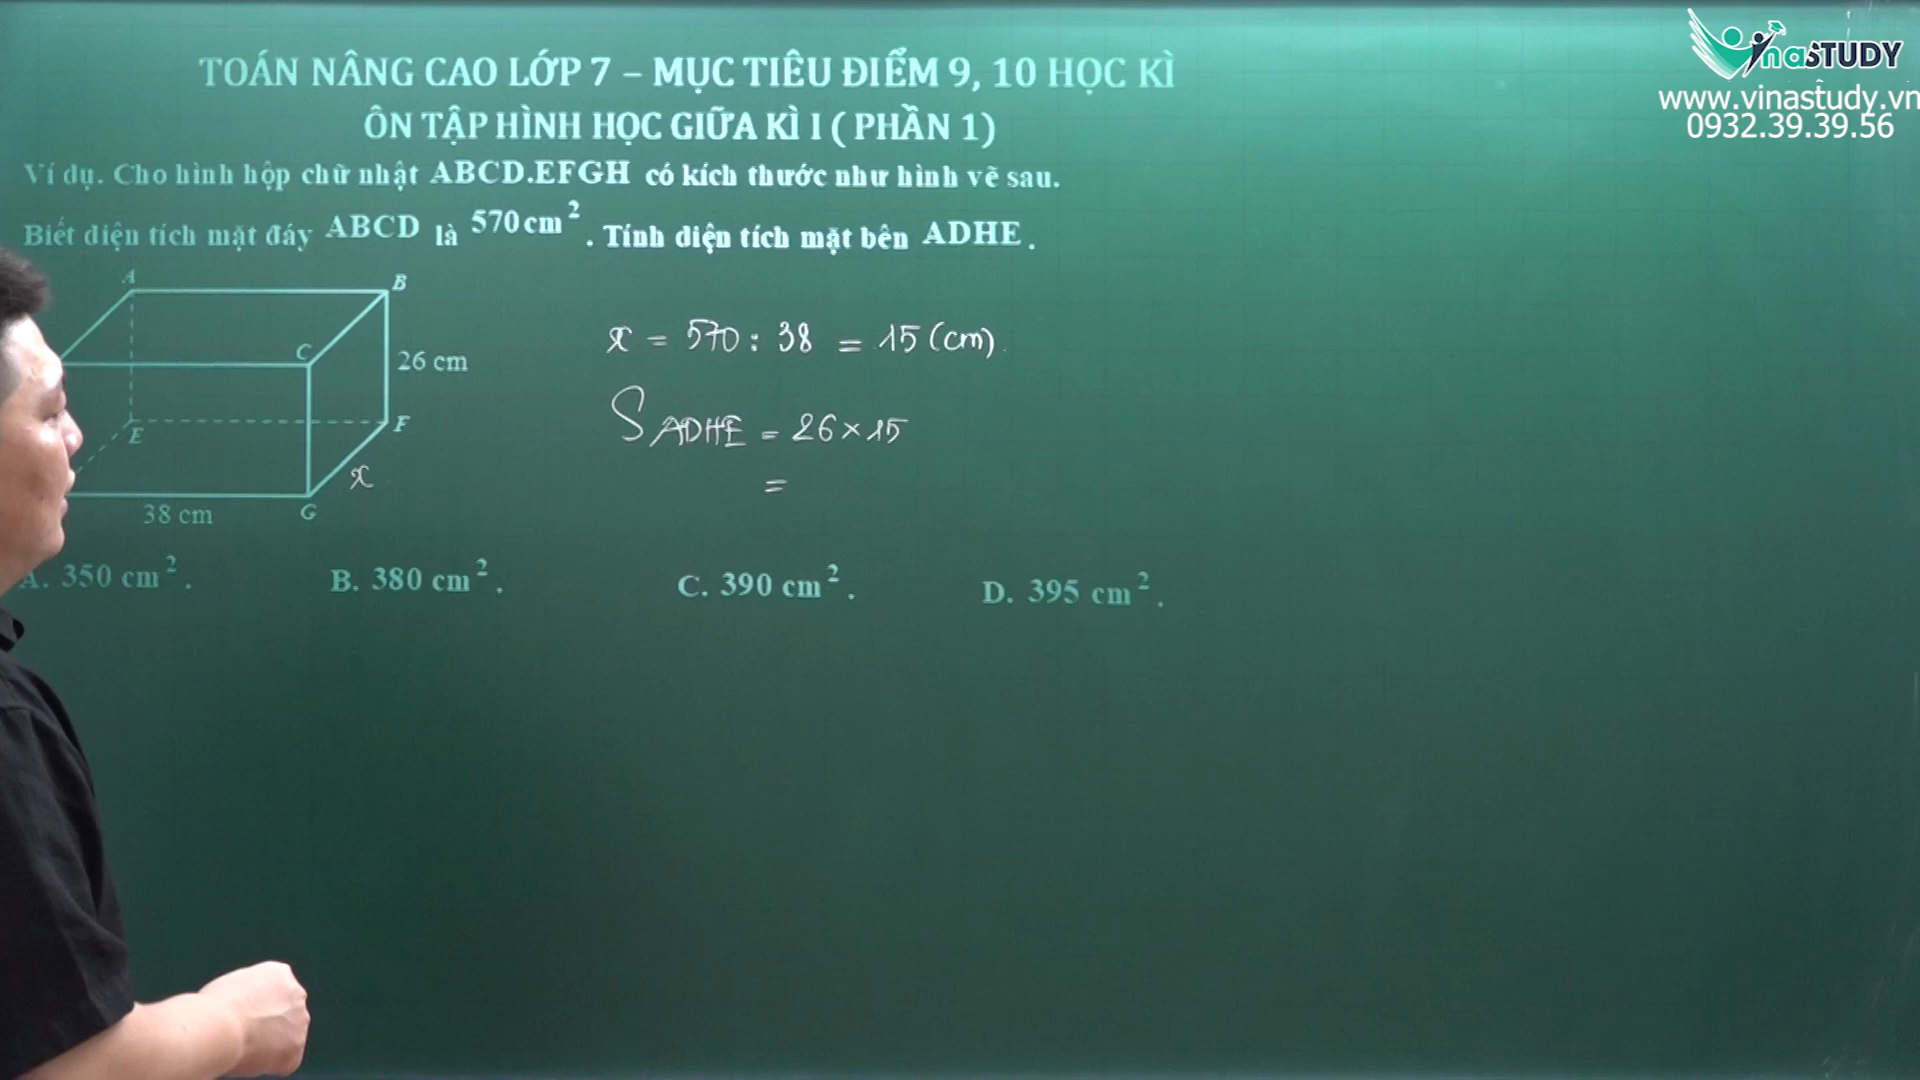 VinaSTUDY
www.vinastudy.vn
0932.39.39.56
TOÁN NÂNG CAO LỚP 7 – MỤC TIÊU ĐIỂM 9, 10 HỌC KÌ
ÔN TẬP HÌNH HỌC GIỮA KÌ I ( PHẦN 1)
Ví dụ. Cho hình hộp chữ nhật ABCD.EFGH có kích thước như hình vẽ sau.
Biết diện tích mặt đáy ABCD là 570 cm². Tính diện tích mặt bên ADHE.
A
B
C
26 cm
E
F
x
38 cm
G
x = 570 : 38 = 15 (cm).
S ADHE = 26 × 15
=
A. 350 cm².
B. 380 cm².
C. 390 cm².
D. 395 cm².